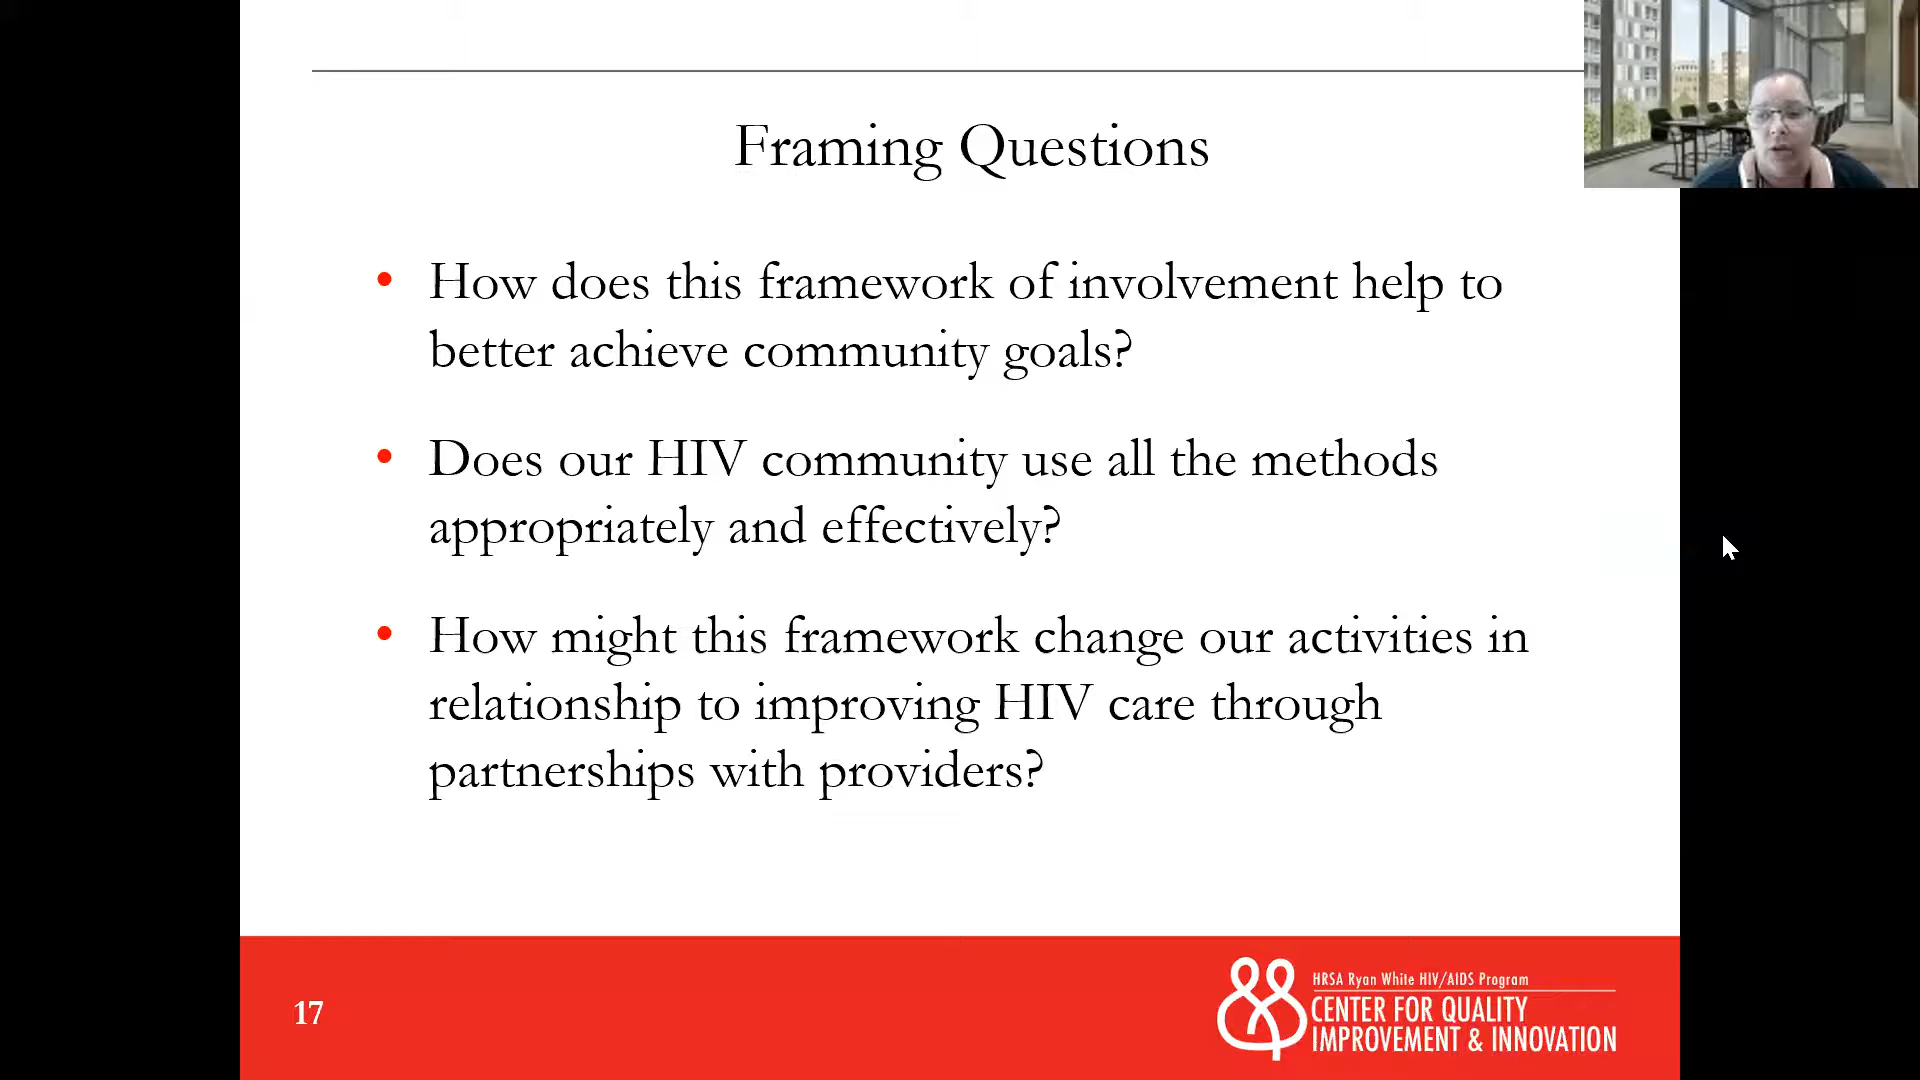 Framing Questions
• How does this framework of involvement help to
better achieve community goals?
• Does our HIV community use all the methods
appropriately and effectively?
• How might this framework change our activities in
relationship to improving HIV care through
partnerships with providers?
17
HRSA Ryan White HIV/AIDS Program
CENTER FOR QUALITY
IMPROVEMENT & INNOVATION